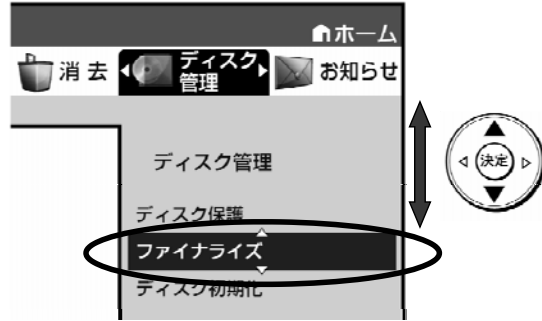 ホーム
消去
ディスク
管理
お知らせ
ディスク管理
ディスク保護
ファイナライズ
ディスク初期化
決定